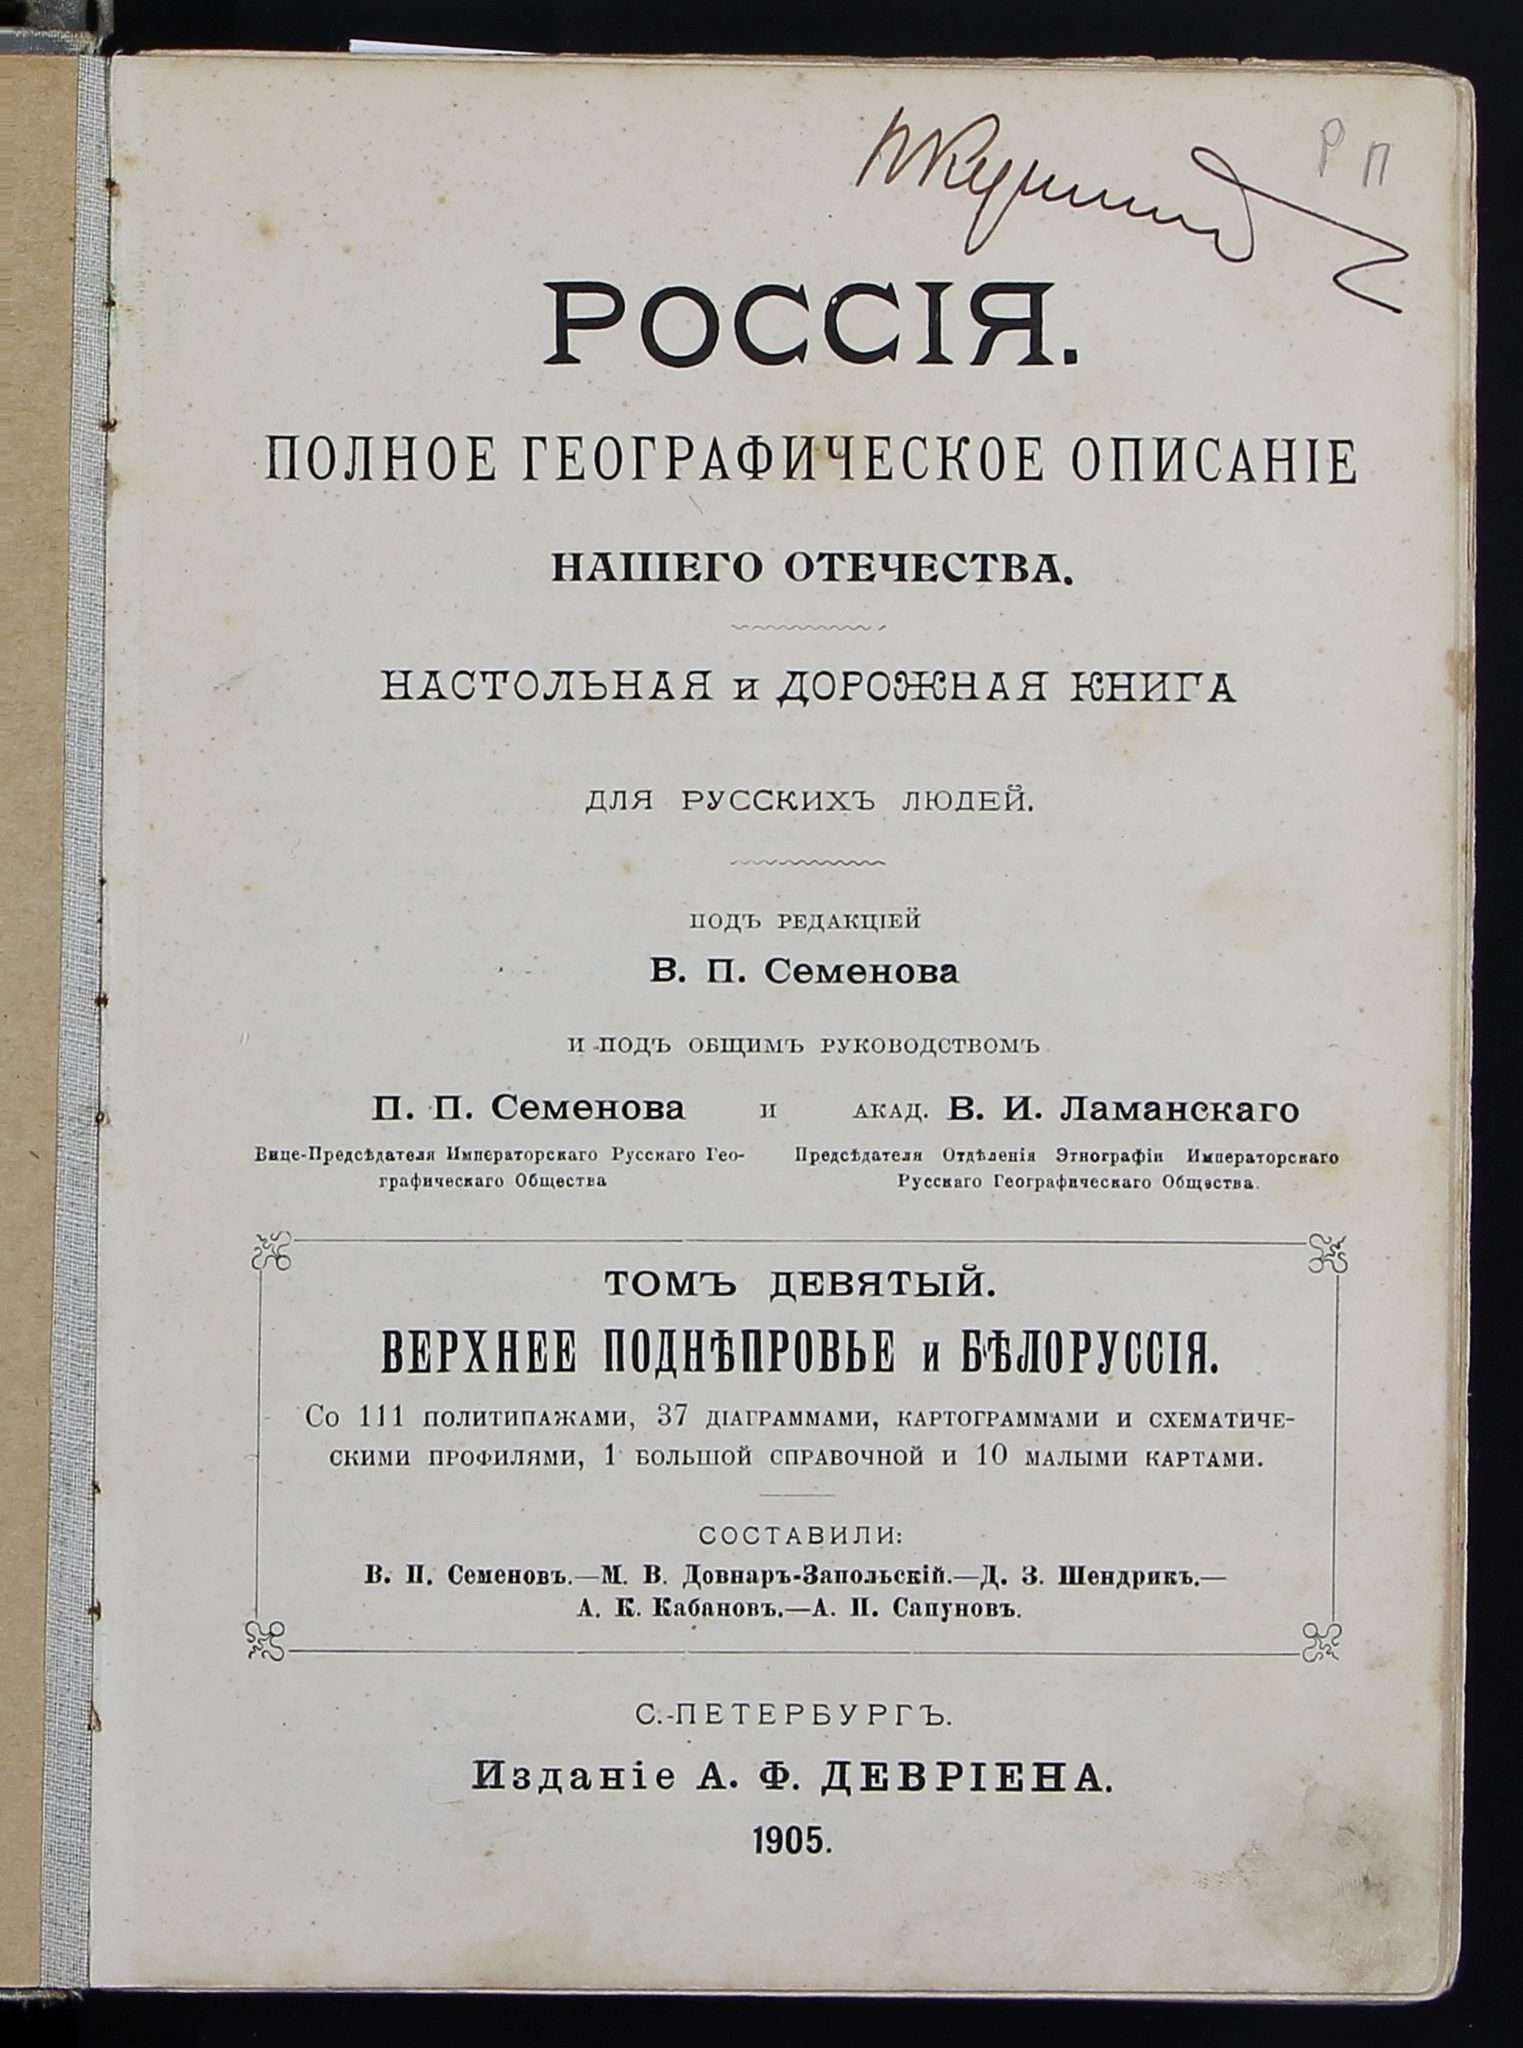 Р П
РОССІЯ.
ПОЛНОЕ ГЕОГРАФИЧЕСКОЕ ОПИСАНІЕ
НАШЕГО ОТЕЧЕСТВА.
НАСТОЛЬНАЯ и ДОРОЖНАЯ КНИГА
ДЛЯ РУССКИХЪ ЛЮДЕЙ.
ПОДЪ РЕДАКЦІЕЙ
В. П. Семенова
И ПОДЪ ОБЩИМЪ РУКОВОДСТВОМЪ
П. П. Семенова И АКАД. В. И. Ламанскаго
Вице-Предсѣдателя Императорскаго Русскаго Гео-
графическаго Общества
Предсѣдателя Отдѣленія Этнографіи Императорскаго
Русскаго Географическаго Общества.
ТОМЪ ДЕВЯТЫЙ.
ВЕРХНЕЕ ПОДНѢПРОВЬЕ и БѢЛОРУССІЯ.
Со 111 ПОЛИТИПАЖАМИ, 37 ДІАГРАММАМИ, КАРТОГРАММАМИ И СХЕМАТИЧЕ-
СКИМИ ПРОФИЛЯМИ, 1 БОЛЬШОЙ СПРАВОЧНОЙ И 10 МАЛЫМИ КАРТАМИ.
СОСТАВИЛИ:
В. П. Семеновъ.—М. В. Довнаръ-Запольскій.—Д. З. Шендрикъ.—
А. К. Кабановъ.—А. П. Сапуновъ.
С.-ПЕТЕРБУРГЪ.
Изданіе А. Ф. ДЕВРІЕНА.
1905.